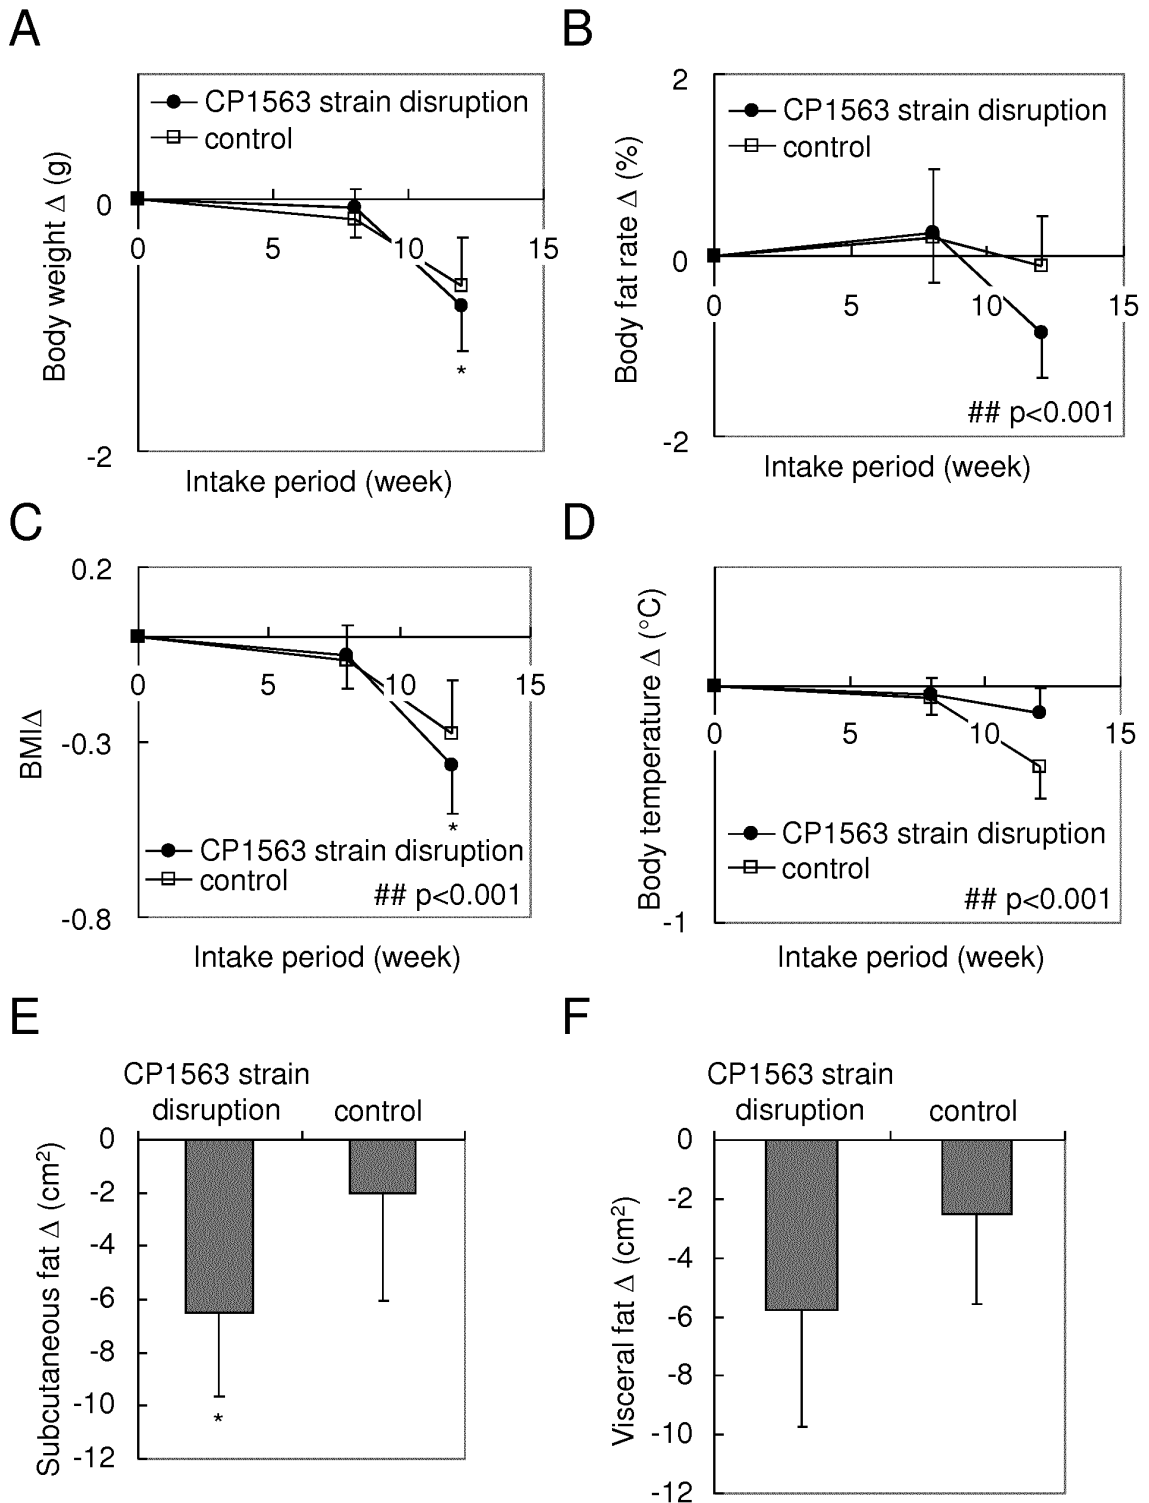 A
CP1563 strain disruption
control
Body weight Δ (g)
0
0 5 10 15
-2
Intake period (week)
*
B
2
CP1563 strain disruption
control
Body fat rate Δ (%)
0
0 5 10 15
## p<0.001
-2
Intake period (week)
C
0.2
0 5 10 15
BMIΔ
-0.3
*
CP1563 strain disruption
control
## p<0.001
-0.8
Intake period (week)
D
Body temperature Δ (°C)
0 5 10 15
CP1563 strain disruption
control
## p<0.001
-1
Intake period (week)
E
CP1563 strain
disruption
control
Subcutaneous fat Δ (cm²)
0
-2
-4
-6
-8
-10
-12
*
F
CP1563 strain
disruption
control
Visceral fat Δ (cm²)
0
-2
-4
-6
-8
-10
-12